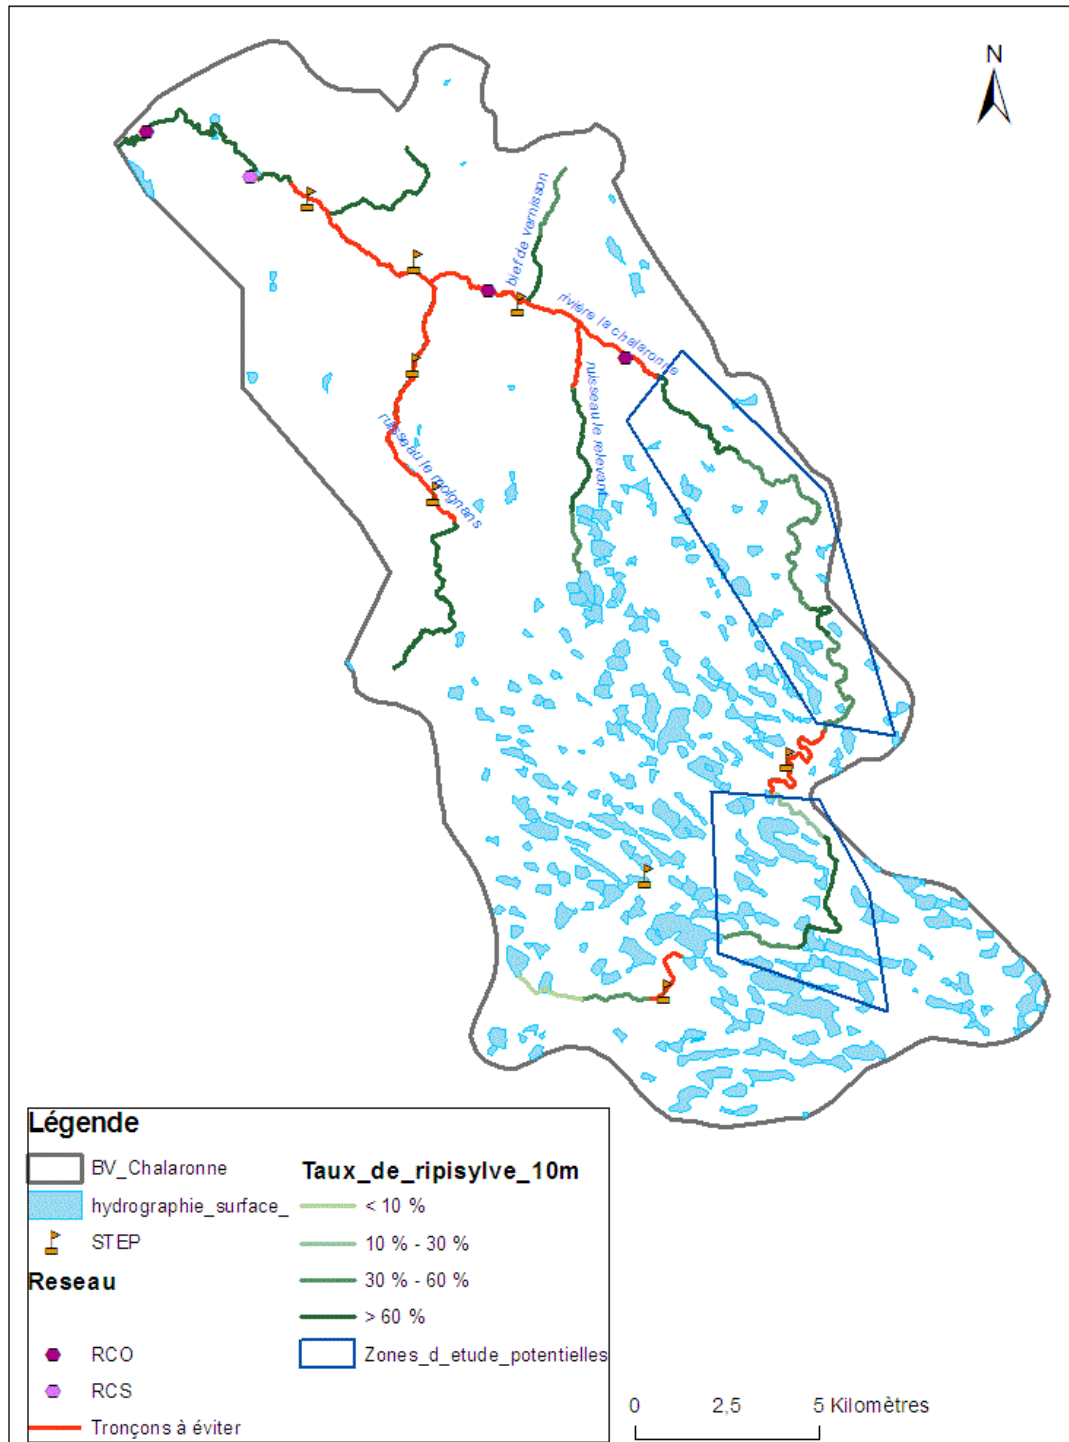 N
bief de vernisson
rivière la chalaronne
ruisseau le relevant
ruisseau le moignans
Légende
BV_Chalaronne
hydrographie_surface_
STEP
Reseau
RCO
RCS
Tronçons à éviter
Taux_de_ripisylve_10m
< 10 %
10 % - 30 %
30 % - 60 %
> 60 %
Zones_d_etude_potentielles
0 2,5 5 Kilomètres